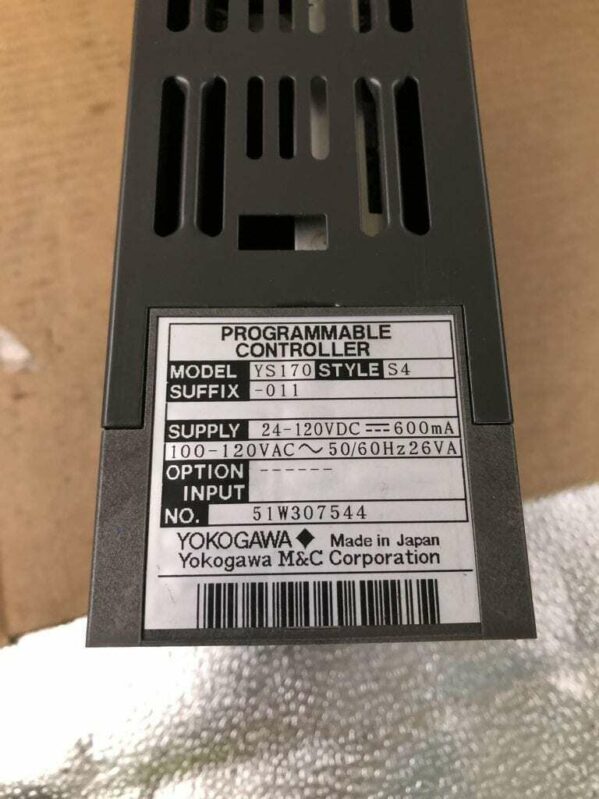 PROGRAMMABLE
CONTROLLER
MODEL YS170 STYLE S4
SUFFIX -011
SUPPLY 24-120VDC ⎓ 600mA
100-120VAC ～ 50/60Hz 26VA
OPTION ------
INPUT
NO. 51W307544
YOKOGAWA ◆ Made in Japan
Yokogawa M&C Corporation